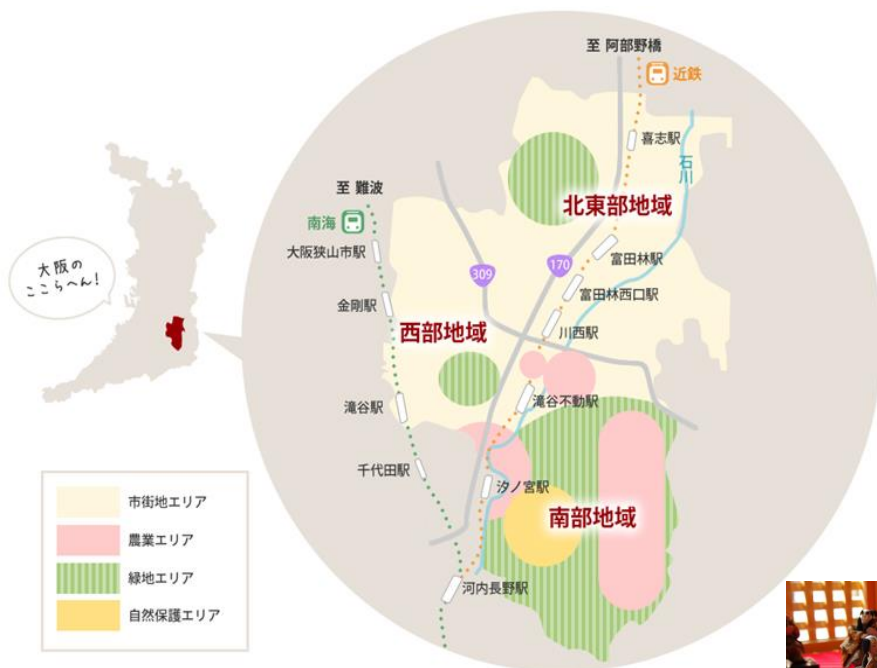 至 阿部野橋
近鉄
喜志駅
石川
至 難波
南海
北東部地域
大阪狭山市駅
富田林駅
大阪の
ここらへん!
309
170
富田林西口駅
金剛駅
西部地域
川西駅
滝谷駅
滝谷不動駅
千代田駅
汐ノ宮駅
市街地エリア
南部地域
農業エリア
緑地エリア
河内長野駅
自然保護エリア